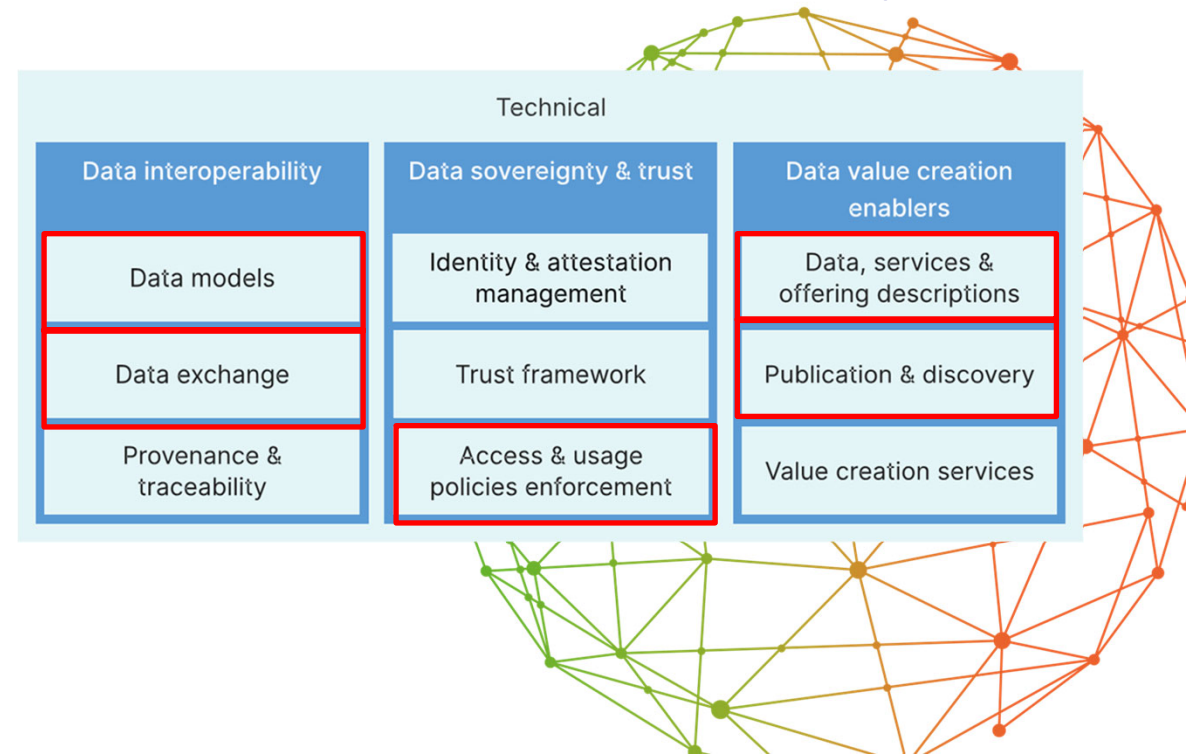 Technical
Data interoperability
Data models
Data exchange
Provenance &
traceability
Data sovereignty & trust
Identity & attestation
management
Trust framework
Access & usage
policies enforcement
Data value creation
enablers
Data, services &
offering descriptions
Publication & discovery
Value creation services